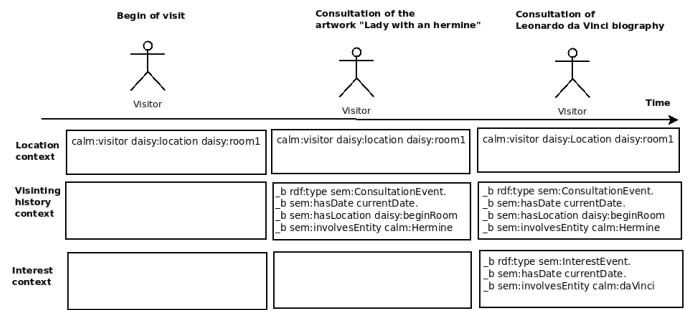 Begin of visit
Consultation of the
artwork "Lady with an hermine"
Consultation of
Leonardo da Vinci biography
Visitor
Visitor
Visitor
Time
Location
context
calm:visitor daisy:location daisy:room1
calm:visitor daisy:location daisy:room1
calm:visitor daisy:Location daisy:room1
Visinting
history
context
_b rdf:type sem:ConsultationEvent.
_b sem:hasDate currentDate.
_b sem:hasLocation daisy:beginRoom
_b sem:involvesEntity calm:Hermine
_b rdf:type sem:ConsultationEvent.
_b sem:hasDate currentDate.
_b sem:hasLocation daisy:beginRoom
_b sem:involvesEntity calm:Hermine
Interest
context
_b rdf:type sem:InterestEvent.
_b sem:hasDate currentDate.
_b sem:involvesEntity calm:daVinci